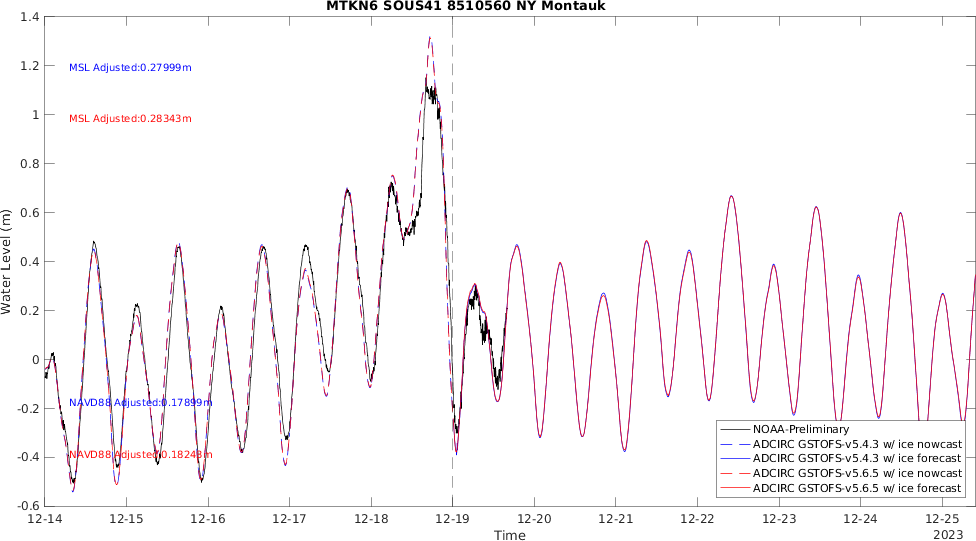 MTKN6 SOUS41 8510560 NY Montauk
1.4
1.2
1
0.8
0.6
0.4
0.2
0
-0.2
-0.4
-0.6
Water Level (m)
MSL Adjusted:0.27999m
MSL Adjusted:0.28343m
NAVD88 Adjusted:0.17899m
NAVD88 Adjusted:0.18243m
NOAA-Preliminary
ADCIRC GSTOFS-v5.4.3 w/ ice nowcast
ADCIRC GSTOFS-v5.4.3 w/ ice forecast
ADCIRC GSTOFS-v5.6.5 w/ ice nowcast
ADCIRC GSTOFS-v5.6.5 w/ ice forecast
12-14 12-15 12-16 12-17 12-18 12-19 12-20 12-21 12-22 12-23 12-24 12-25
Time
2023